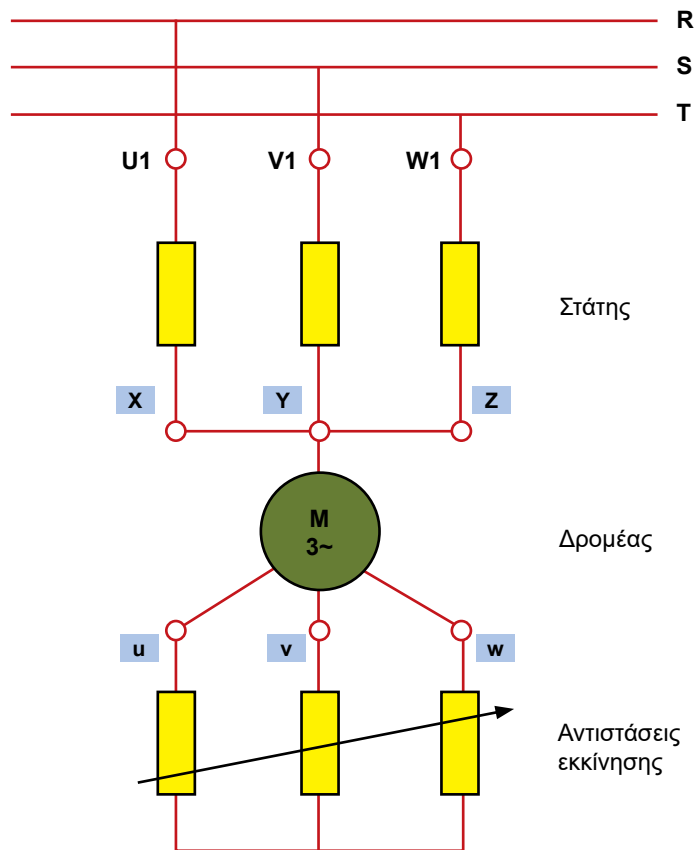 R
S
T
U1 V1 W1
Στάτης
X Y Z
M
3~
Δρομέας
u v w
Αντιστάσεις
εκκίνησης